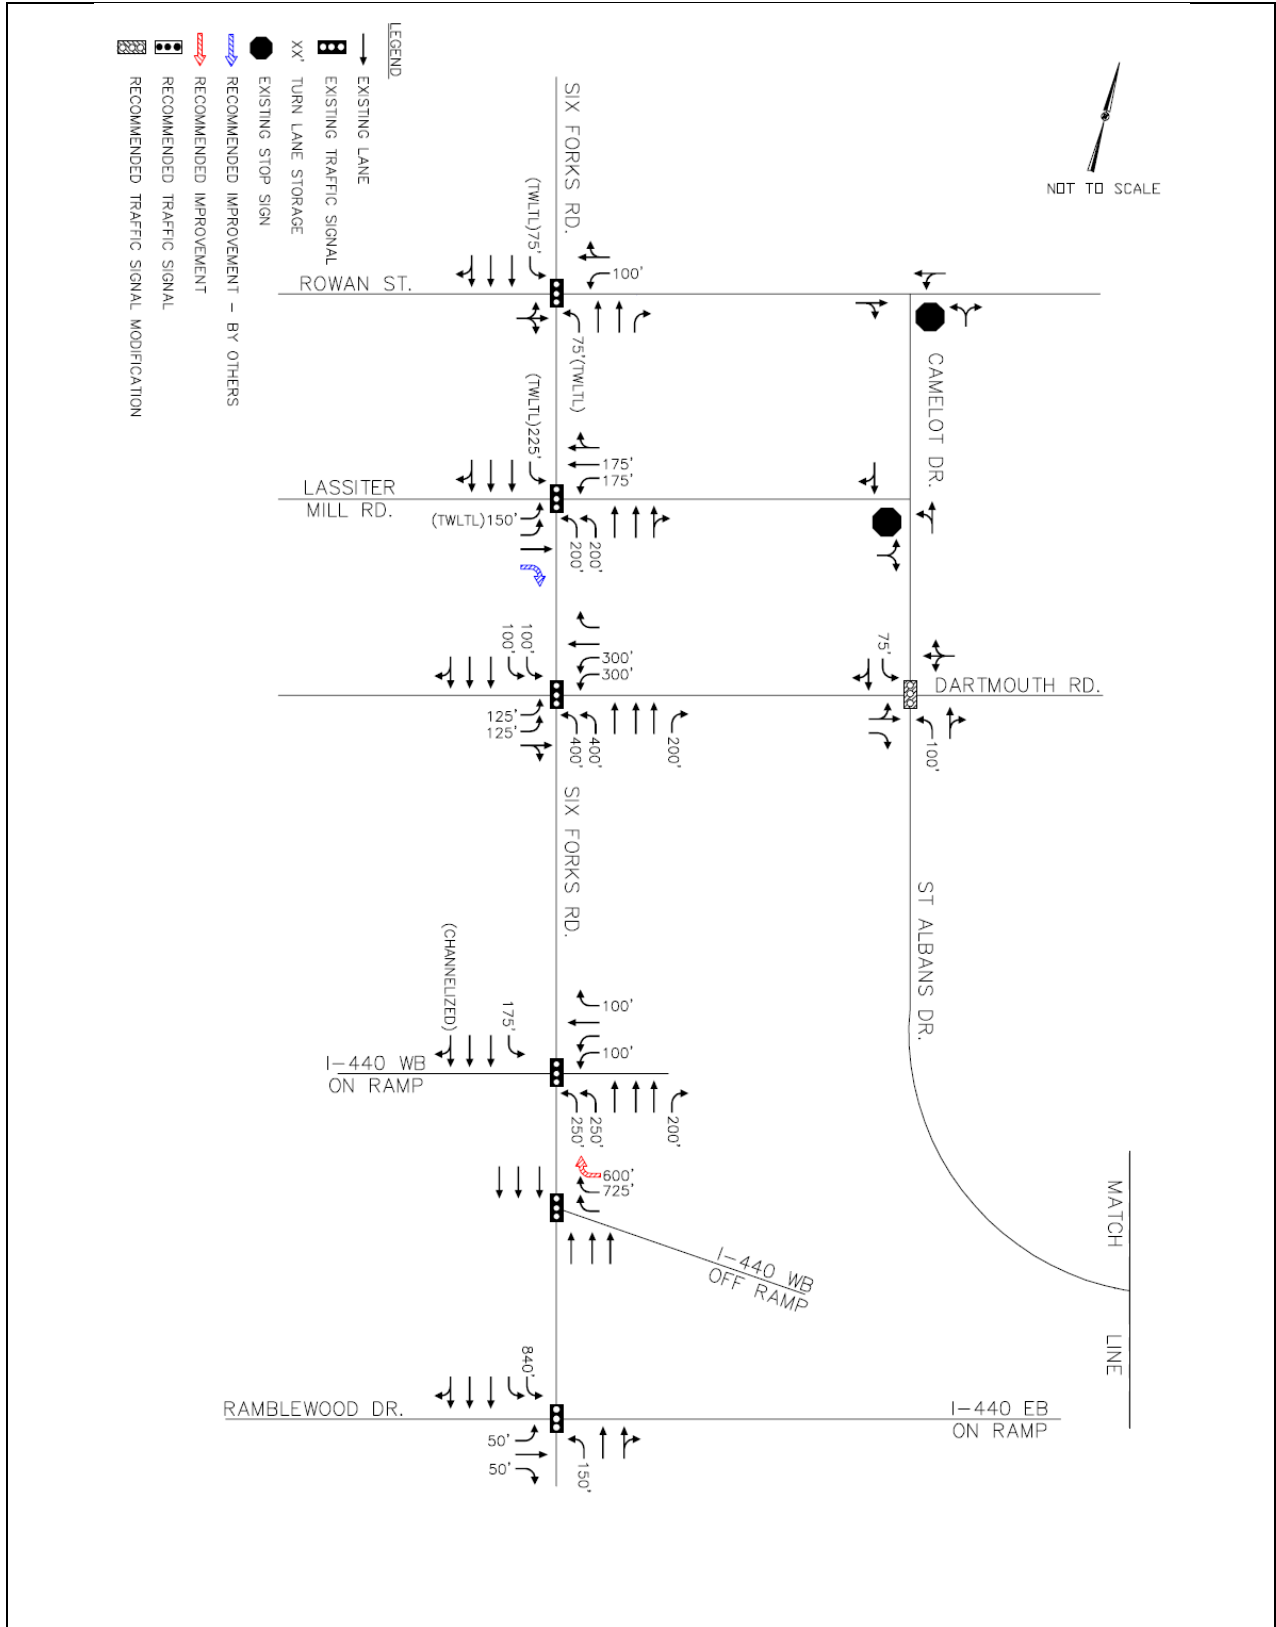 LEGEND
EXISTING LANE
EXISTING TRAFFIC SIGNAL
XX' TURN LANE STORAGE
EXISTING STOP SIGN
RECOMMENDED IMPROVEMENT - BY OTHERS
RECOMMENDED IMPROVEMENT
RECOMMENDED TRAFFIC SIGNAL
RECOMMENDED TRAFFIC SIGNAL MODIFICATION
NOT TO SCALE
SIX FORKS RD.
(TWLTL)75'
100'
ROWAN ST.
75'(TWLTL)
CAMELOT DR.
(TWLTL)225'
175'
175'
LASSITER
MILL RD.
(TWLTL)150'
200'
200'
100'
100'
300'
300'
75'
DARTMOUTH RD.
125'
125'
400'
400'
200'
100'
SIX FORKS RD.
ST ALBANS DR.
(CHANNELIZED)
175'
100'
100'
I-440 WB
ON RAMP
250'
250'
200'
600'
725'
I-440 WB
OFF RAMP
MATCH
LINE
840'
RAMBLEWOOD DR.
I-440 EB
ON RAMP
50'
50'
150'